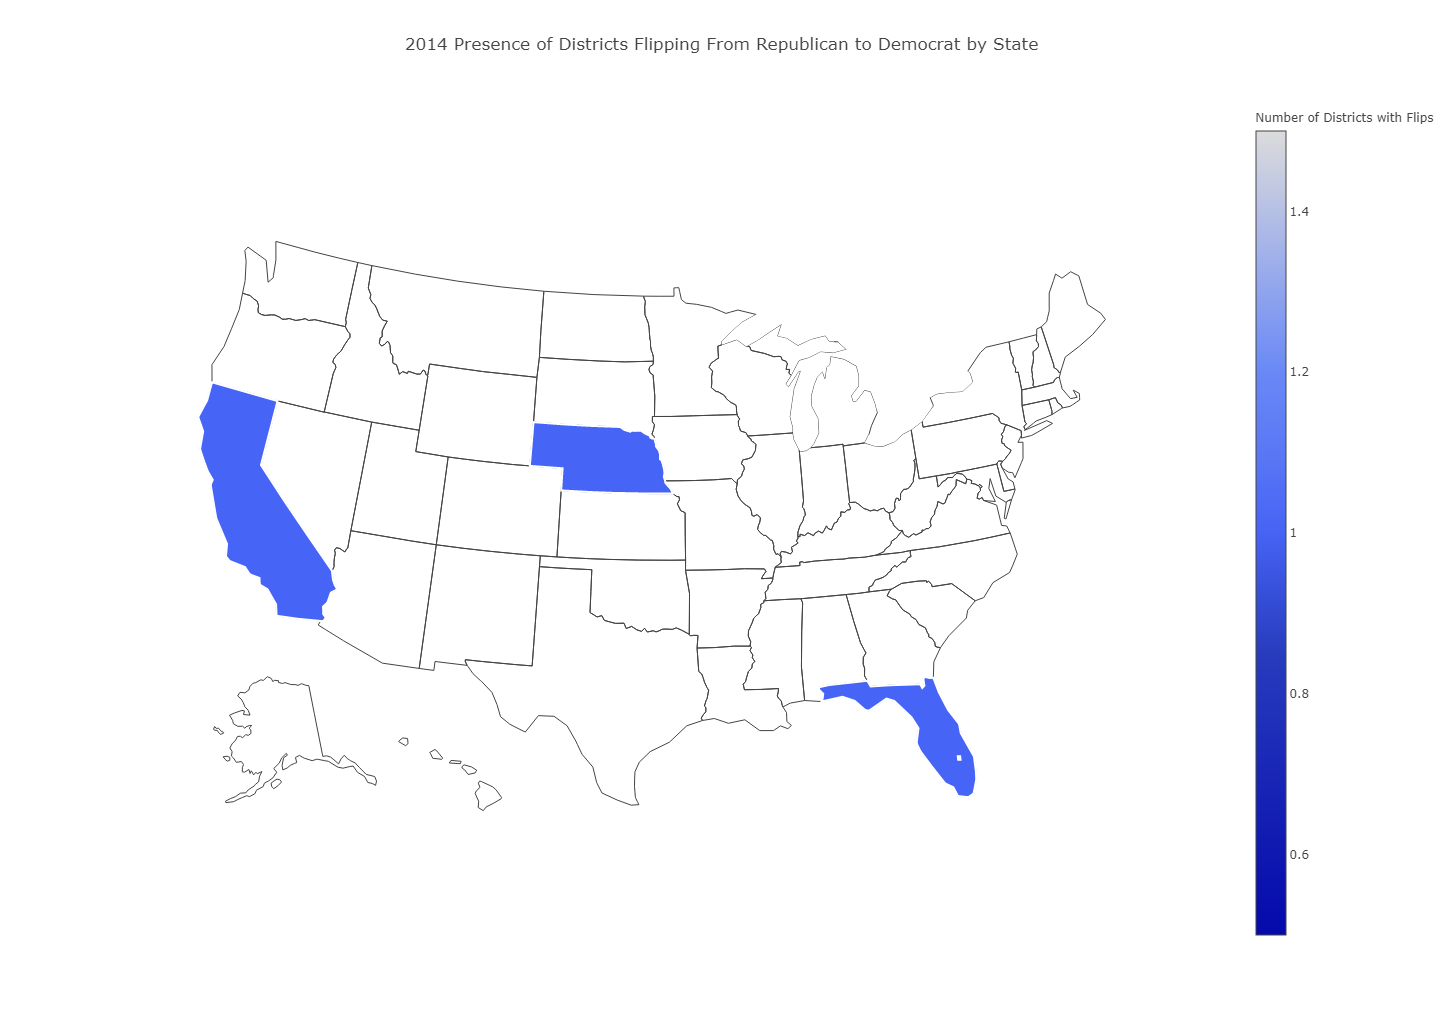 2014 Presence of Districts Flipping From Republican to Democrat by State
Number of Districts with Flips
1.4
1.2
1
0.8
0.6